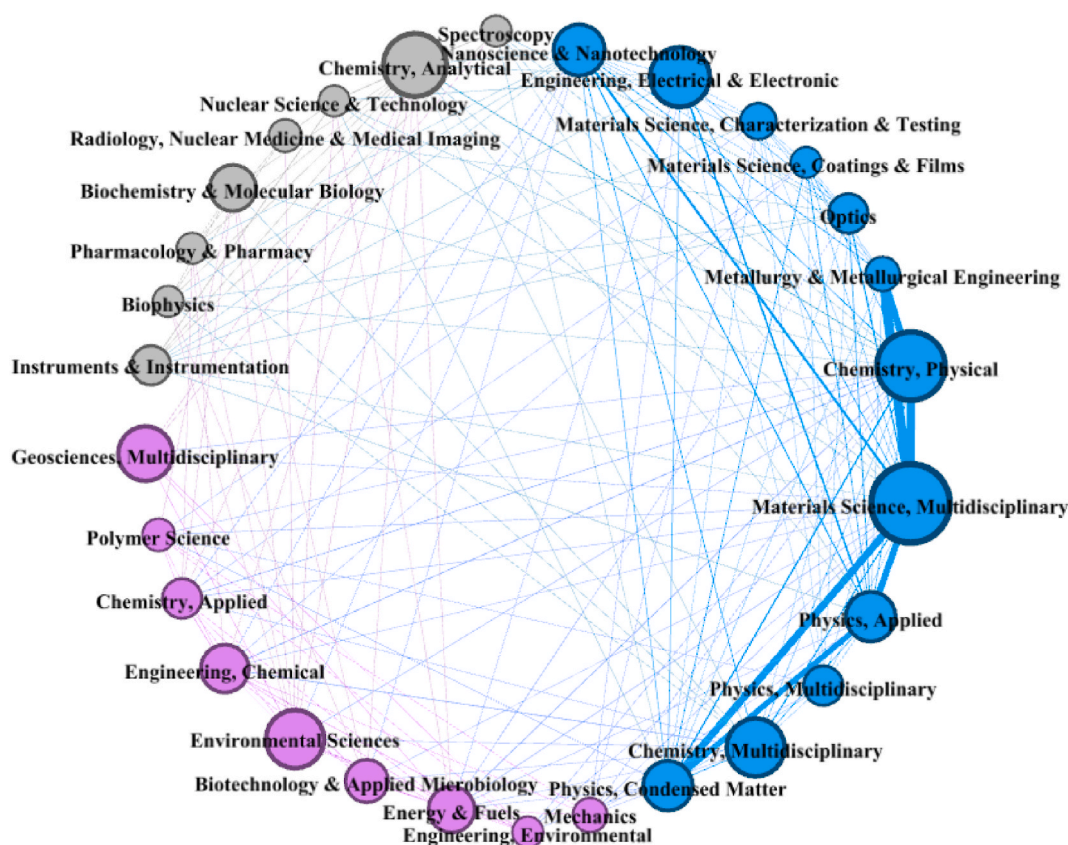 Spectroscopy
Nanoscience & Nanotechnology
Chemistry, Analytical
Engineering, Electrical & Electronic
Nuclear Science & Technology
Materials Science, Characterization & Testing
Radiology, Nuclear Medicine & Medical Imaging
Materials Science, Coatings & Films
Biochemistry & Molecular Biology
Optics
Pharmacology & Pharmacy
Metallurgy & Metallurgical Engineering
Biophysics
Instruments & Instrumentation
Chemistry, Physical
Geosciences, Multidisciplinary
Materials Science, Multidisciplinary
Polymer Science
Chemistry, Applied
Physics, Applied
Engineering, Chemical
Physics, Multidisciplinary
Environmental Sciences
Chemistry, Multidisciplinary
Biotechnology & Applied Microbiology
Physics, Condensed Matter
Energy & Fuels
Mechanics
Engineering, Environmental